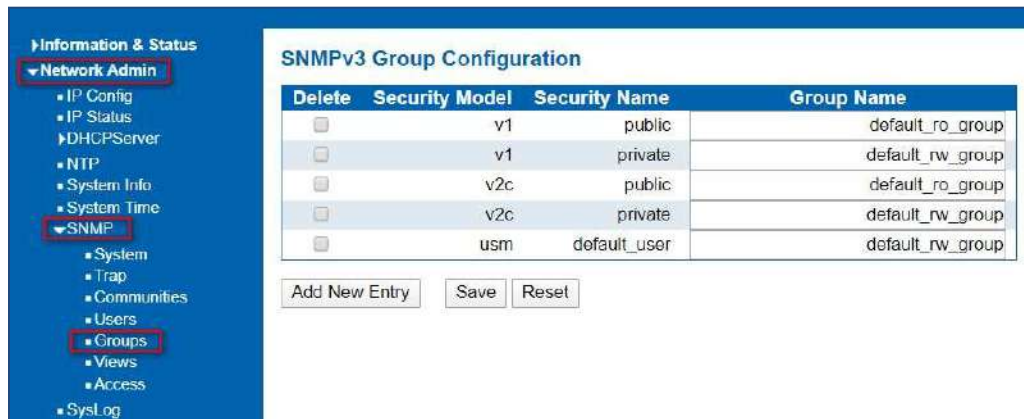 Information & Status
Network Admin
IP Config
IP Status
DHCPServer
NTP
System Info
System Time
SNMP
System
Trap
Communities
Users
Groups
Views
Access
SysLog
SNMPv3 Group Configuration
Delete Security Model Security Name Group Name
v1 public default_ro_group
v1 private default_rw_group
v2c public default_ro_group
v2c private default_rw_group
usm default_user default_rw_group
Add New Entry Save Reset